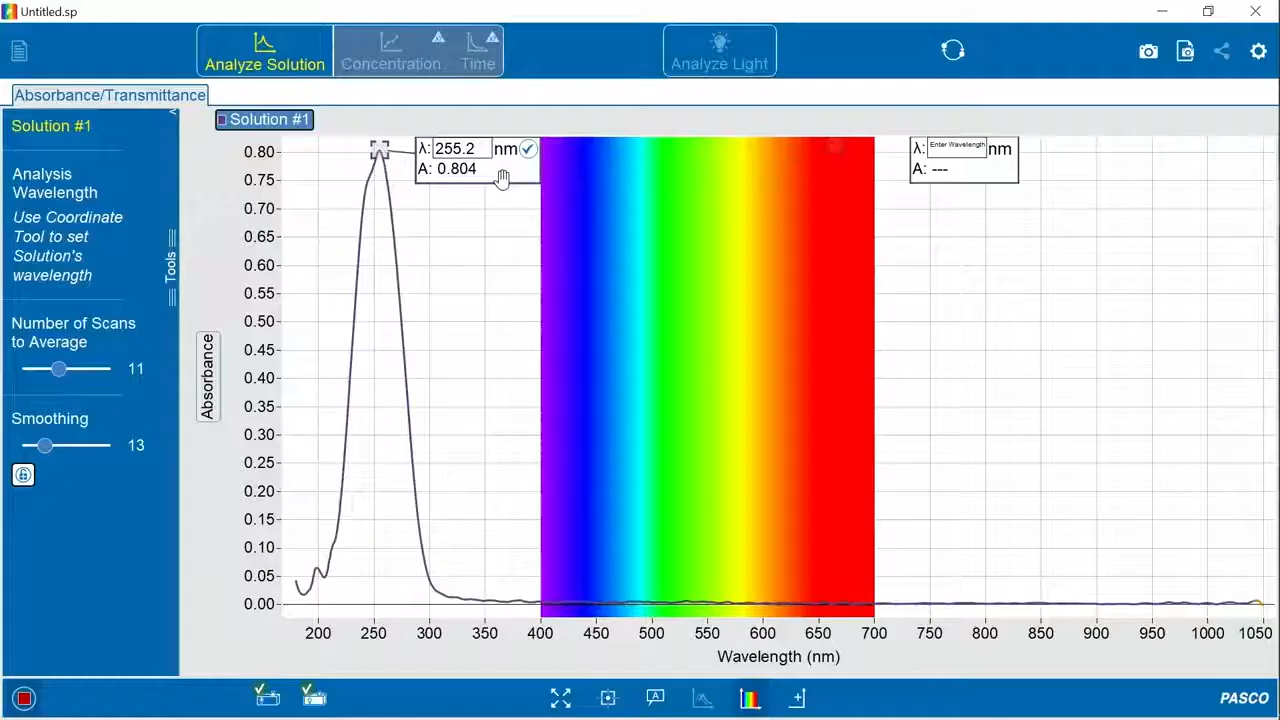 Untitled.sp
Analyze Solution
Concentration
Time
Analyze Light
Absorbance/Transmittance
<
Solution #1
Analysis
Wavelength
Use Coordinate
Tool to set
Solution's
wavelength
Number of Scans
to Average
11
Smoothing
13
Tools
Solution #1
λ: 255.2 nm
A: 0.804
λ: Enter Wavelength nm
A: ---
Absorbance
0.80
0.75
0.70
0.65
0.60
0.55
0.50
0.45
0.40
0.35
0.30
0.25
0.20
0.15
0.10
0.05
0.00
200 250 300 350 400 450 500 550 600 650 700 750 800 850 900 950 1000 1050
Wavelength (nm)
A
PASCO